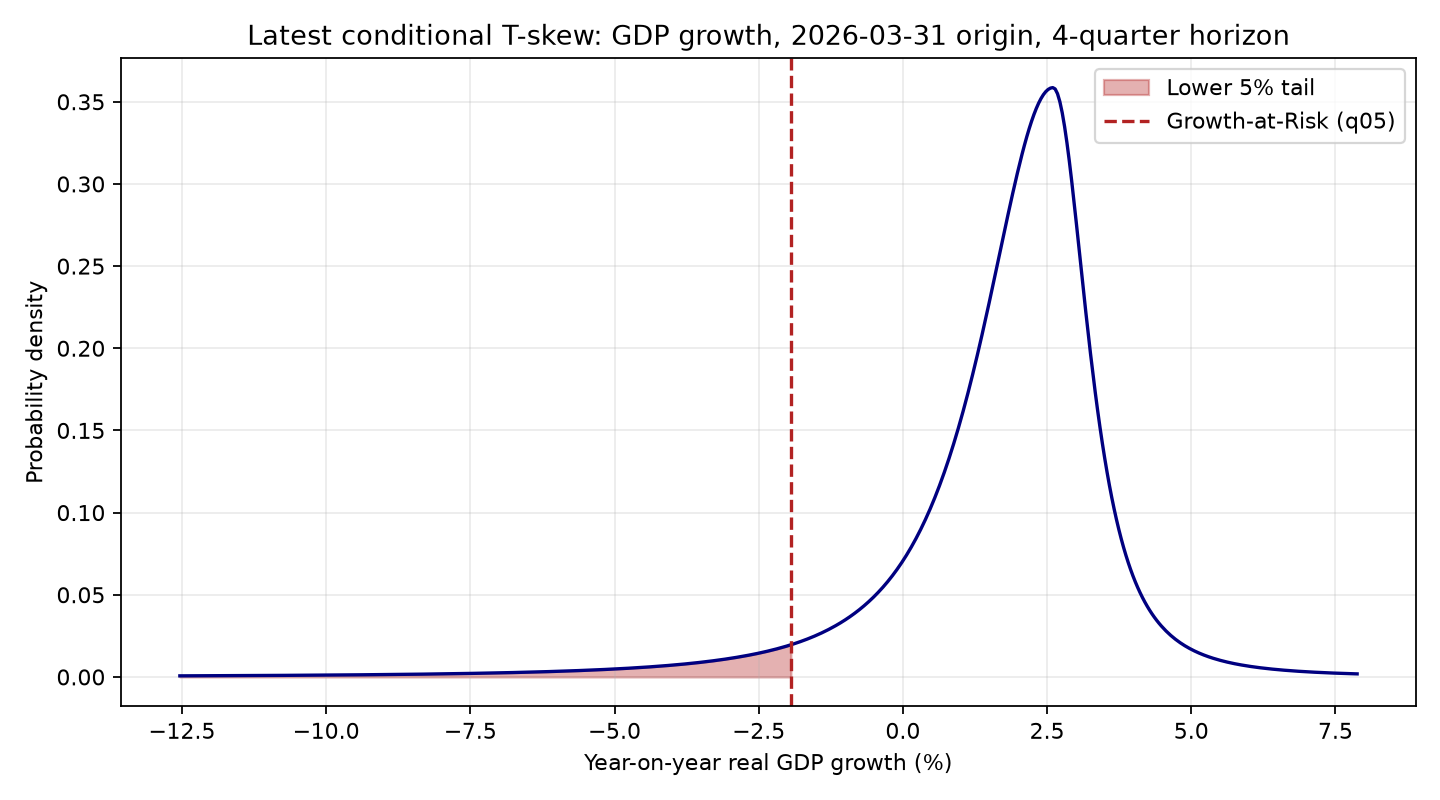 Latest conditional T-skew: GDP growth, 2026-03-31 origin, 4-quarter horizon
Lower 5% tail
Growth-at-Risk (q05)
Probability density
0.35
0.30
0.25
0.20
0.15
0.10
0.05
0.00
−12.5 −10.0 −7.5 −5.0 −2.5 0.0 2.5 5.0 7.5
Year-on-year real GDP growth (%)